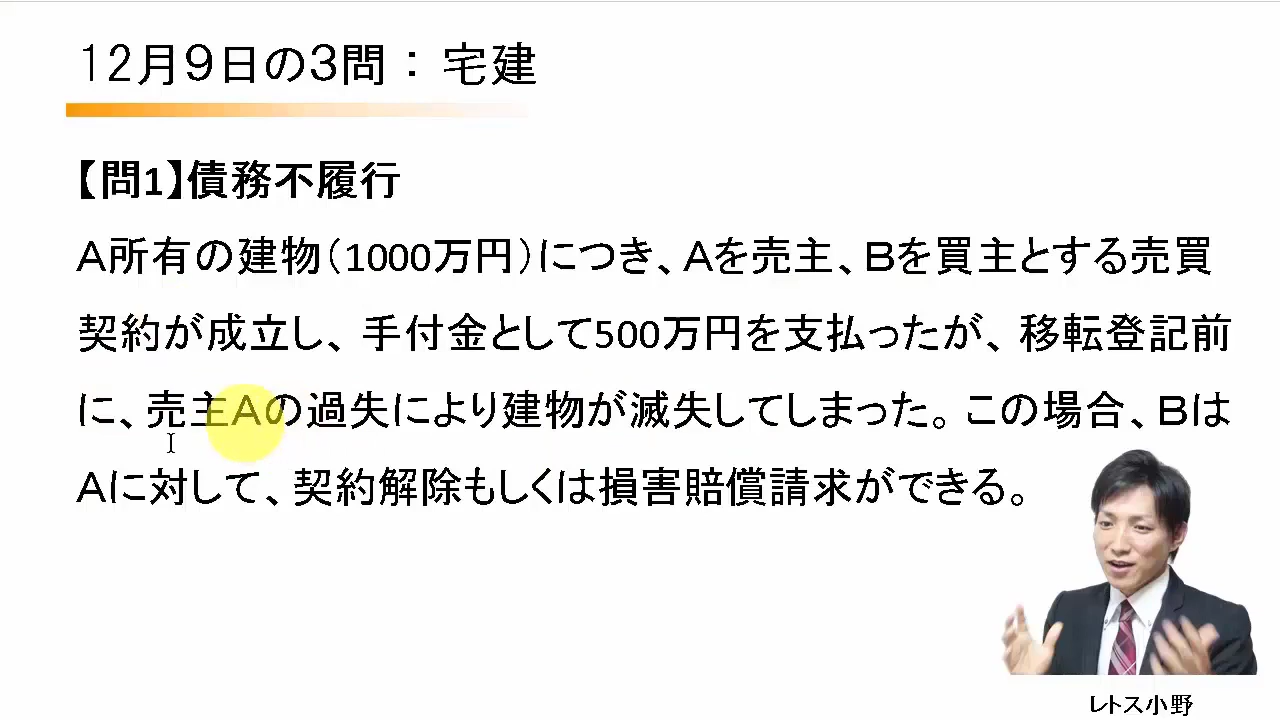 12月9日の3問：宅建
【問1】債務不履行
Ａ所有の建物（1000万円）につき、Ａを売主、Ｂを買主とする売買
契約が成立し、手付金として500万円を支払ったが、移転登記前
に、売主Ａの過失により建物が滅失してしまった。この場合、Ｂは
Ａに対して、契約解除もしくは損害賠償請求ができる。
レトス小野